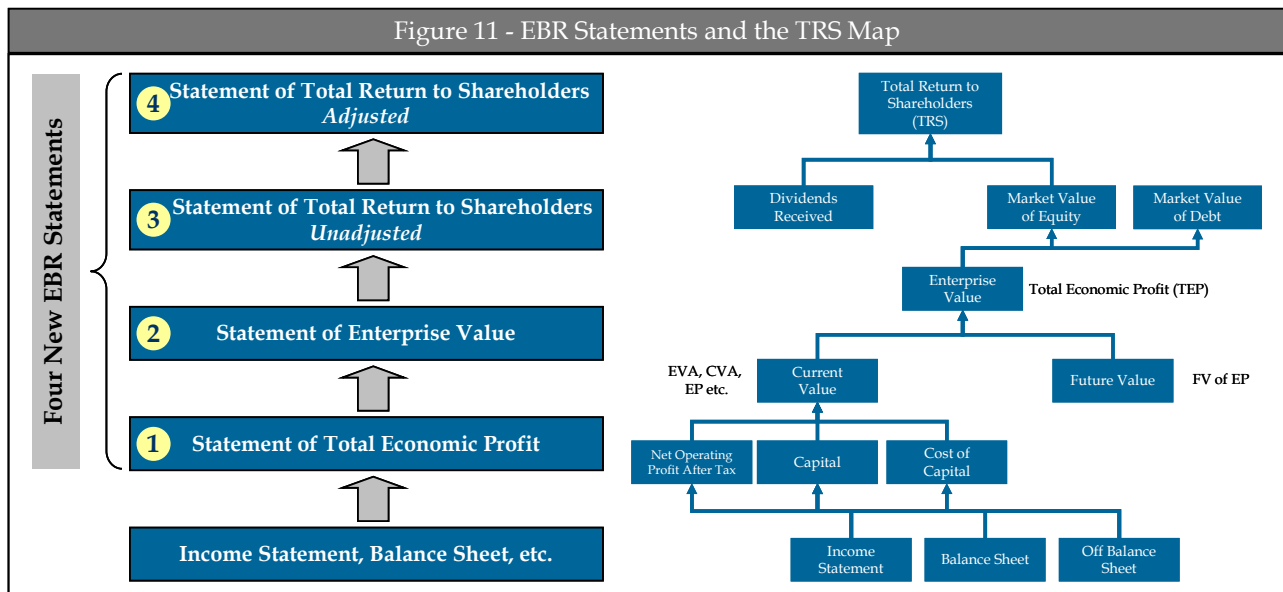 Figure 11 - EBR Statements and the TRS Map
Four New EBR Statements
4
Statement of Total Return to Shareholders
Adjusted
3
Statement of Total Return to Shareholders
Unadjusted
2
Statement of Enterprise Value
1
Statement of Total Economic Profit
Income Statement, Balance Sheet, etc.
Total Return to
Shareholders
(TRS)
Dividends
Received
Market Value
of Equity
Market Value
of Debt
Enterprise
Value
Total Economic Profit (TEP)
EVA, CVA,
EP etc.
Current
Value
Future Value
FV of EP
Net Operating
Profit After Tax
Capital
Cost of
Capital
Income
Statement
Balance Sheet
Off Balance
Sheet